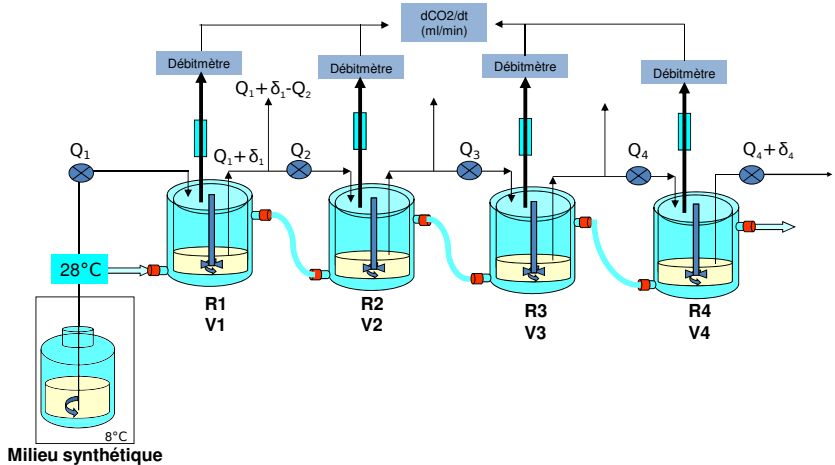 dCO2/dt
(ml/min)
Débitmètre
Débitmètre
Débitmètre
Débitmètre
Q₁+δ₁-Q₂
Q₁
Q₁+δ₁
Q₂
Q₃
Q₄
Q₄+δ₄
28°C
R1
V1
R2
V2
R3
V3
R4
V4
8°C
Milieu synthétique